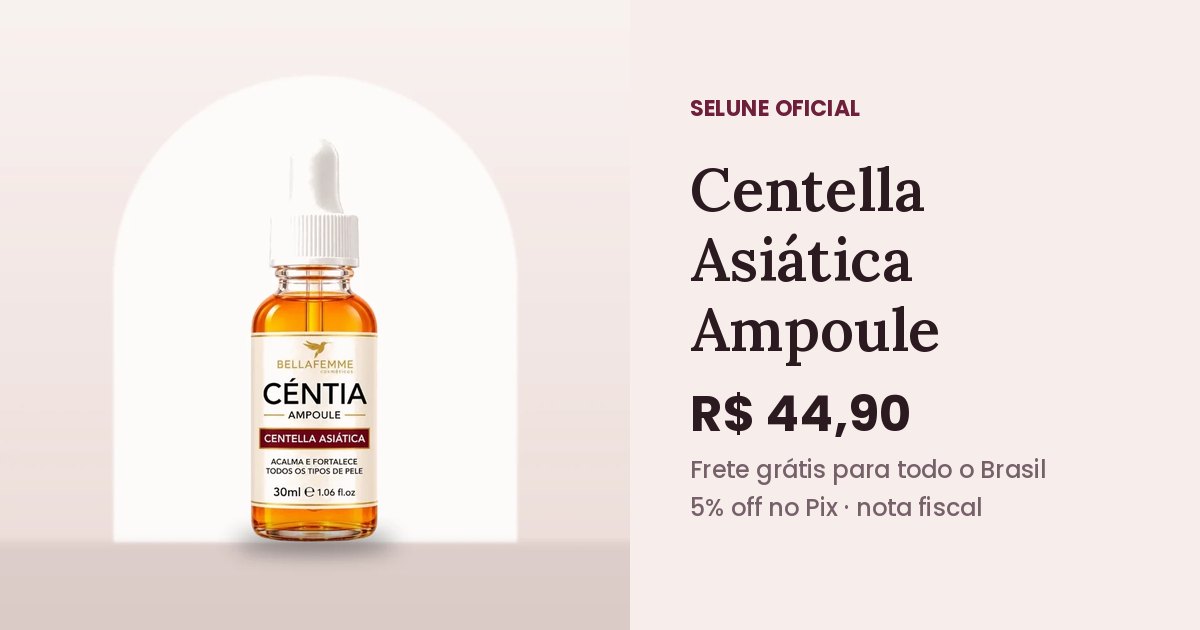 BELLAFEMME
cosméticos
CÉNTIA
AMPOULE
CENTELLA ASIÁTICA
ACALMA E FORTALECE
TODOS OS TIPOS DE PELE
30ml ℮ 1.06 fl.oz
SELUNE OFICIAL
Centella
Asiática
Ampoule
R$ 44,90
Frete grátis para todo o Brasil
5% off no Pix · nota fiscal